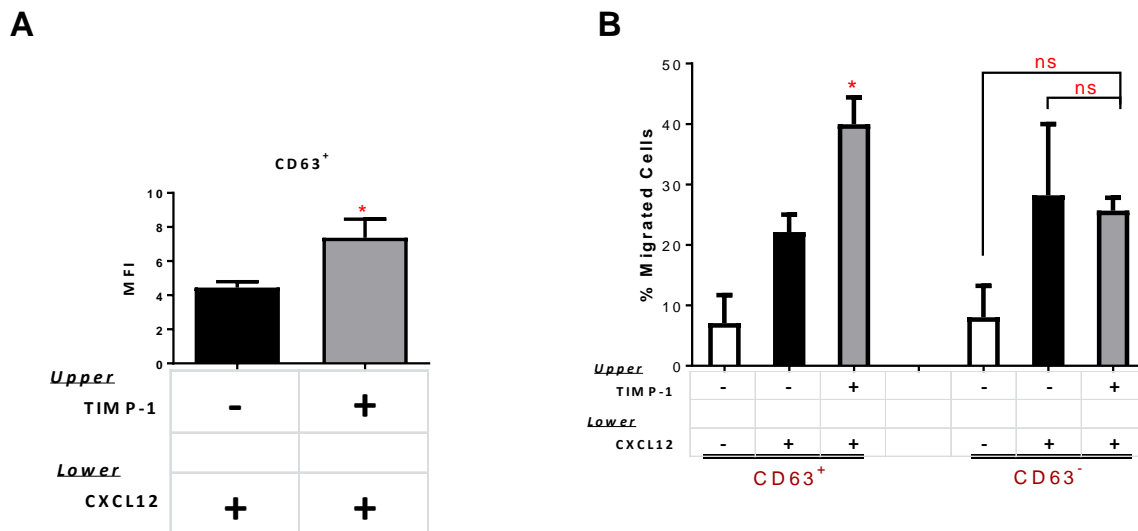 A
CD63+
*
MFI
10
8
6
4
2
0
Upper
TIMP-1 - +
Lower
CXCL12 + +
B
ns
ns
*
% Migrated Cells
50
40
30
20
10
0
Upper
TIMP-1 - - + - - +
Lower
CXCL12 - + + - + +
CD63+ CD63-